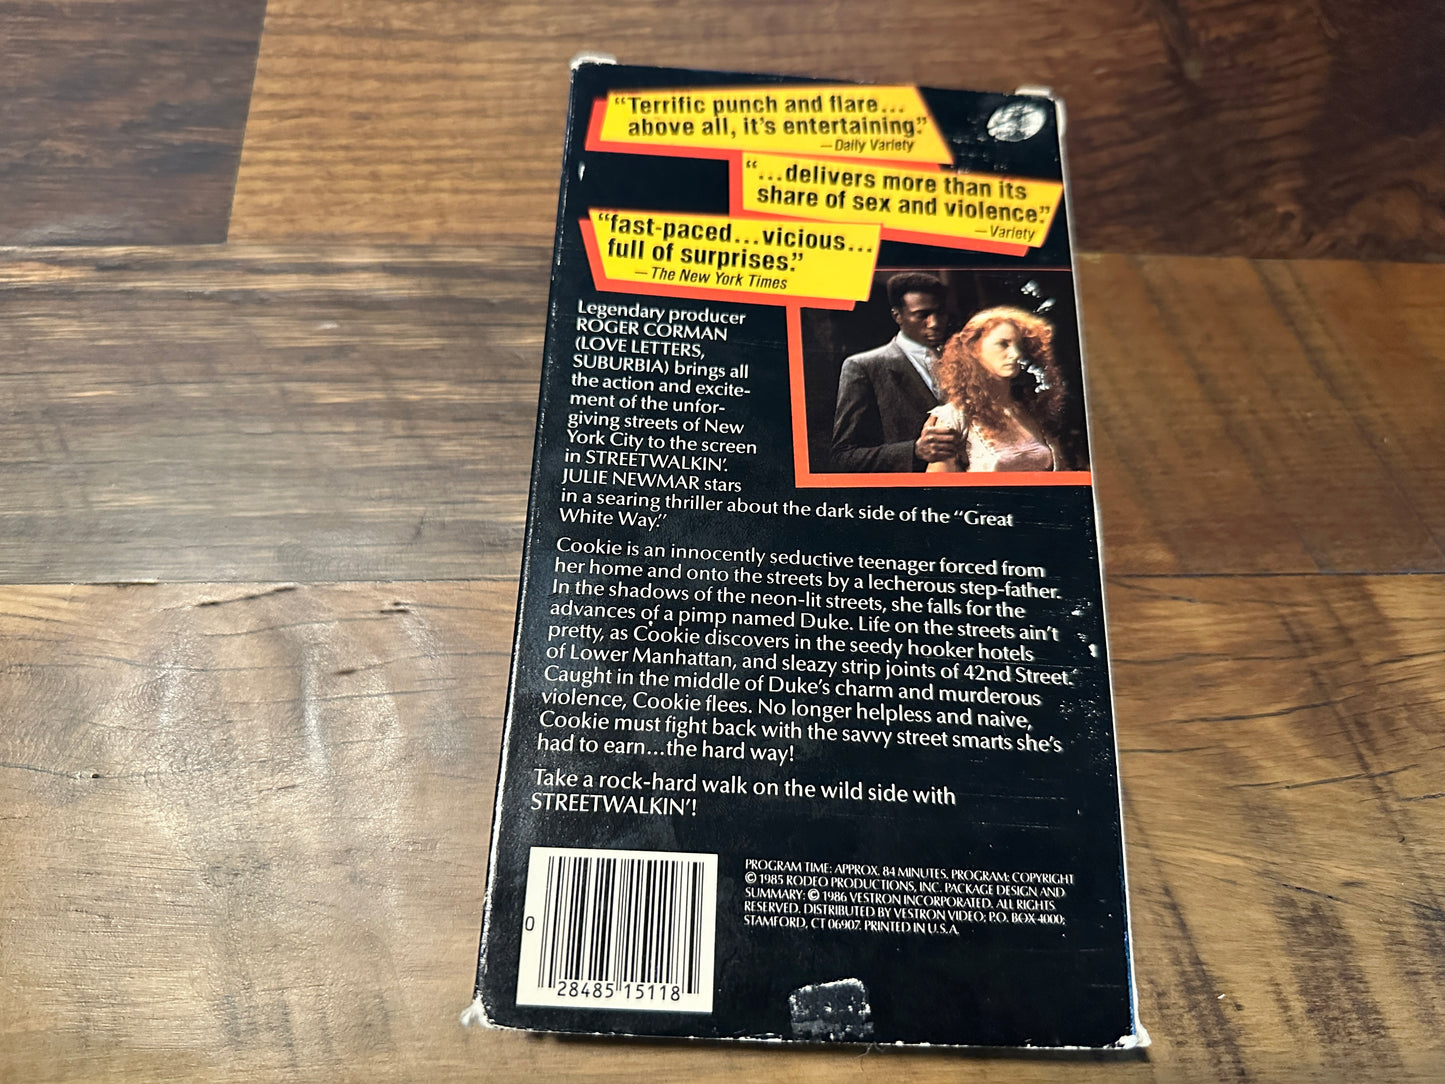 “Terrific punch and flare...
above all, it’s entertaining.”
—Daily Variety
“...delivers more than its
share of sex and violence.”
—Variety
“fast-paced...vicious...
full of surprises.”
—The New York Times
Legendary producer
ROGER CORMAN
(LOVE LETTERS,
SUBURBIA) brings all
the action and excite-
ment of the unfor-
giving streets of New
York City to the screen
in STREETWALKIN’.
JULIE NEWMAR stars
in a searing thriller about the dark side of the “Great
White Way.”
Cookie is an innocently seductive teenager forced from
her home and onto the streets by a lecherous step-father.
In the shadows of the neon-lit streets, she falls for the
advances of a pimp named Duke. Life on the streets ain’t
pretty, as Cookie discovers in the seedy hooker hotels
of Lower Manhattan, and sleazy strip joints of 42nd Street.
Caught in the middle of Duke’s charm and murderous
violence, Cookie flees. No longer helpless and naive,
Cookie must fight back with the savvy street smarts she’s
had to earn...the hard way!
Take a rock-hard walk on the wild side with
STREETWALKIN’!
PROGRAM TIME: APPROX. 84 MINUTES. PROGRAM: COPYRIGHT
© 1985 RODEO PRODUCTIONS, INC. PACKAGE DESIGN AND
SUMMARY: © 1986 VESTRON INCORPORATED. ALL RIGHTS
RESERVED. DISTRIBUTED BY VESTRON VIDEO; P.O. BOX 4000;
STAMFORD, CT 06907. PRINTED IN U.S.A.
0 28485 15118